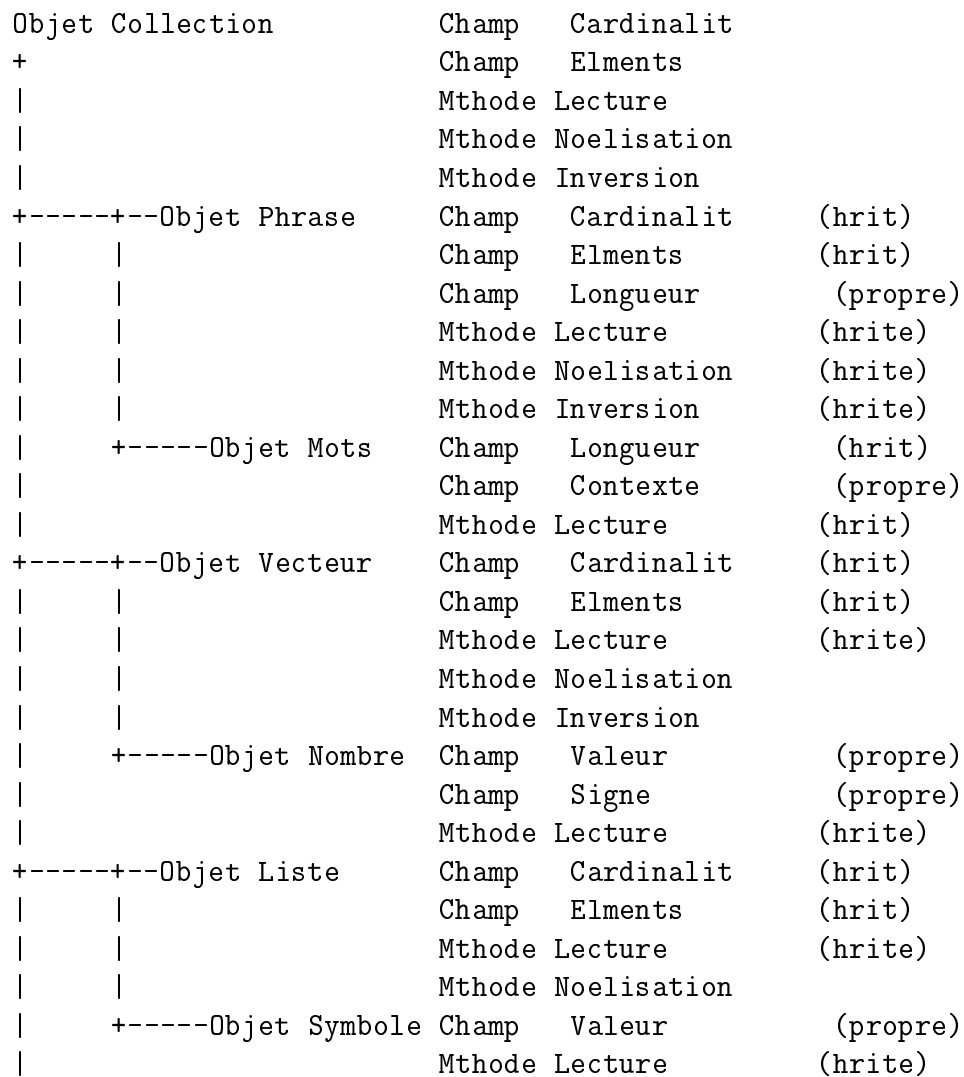 Objet Collection          Champ   Cardinalit
+                         Champ   Elments
|                         Mthode Lecture
|                         Mthode Noelisation
|                         Mthode Inversion
+-----+--Objet Phrase     Champ   Cardinalit     (hrit)
|     |                   Champ   Elments        (hrit)
|     |                   Champ   Longueur        (propre)
|     |                   Mthode Lecture         (hrite)
|     |                   Mthode Noelisation     (hrite)
|     |                   Mthode Inversion       (hrite)
|     +-----Objet Mots    Champ   Longueur        (hrit)
|                         Champ   Contexte        (propre)
|                         Mthode Lecture         (hrit)
+-----+--Objet Vecteur    Champ   Cardinalit     (hrit)
|     |                   Champ   Elments        (hrit)
|     |                   Mthode Lecture         (hrite)
|     |                   Mthode Noelisation
|     |                   Mthode Inversion
|     +-----Objet Nombre  Champ   Valeur          (propre)
|                         Champ   Signe           (propre)
|                         Mthode Lecture         (hrite)
+-----+--Objet Liste      Champ   Cardinalit     (hrit)
|     |                   Champ   Elments        (hrit)
|     |                   Mthode Lecture         (hrite)
|     |                   Mthode Noelisation
|     +-----Objet Symbole Champ   Valeur          (propre)
|                         Mthode Lecture         (hrite)